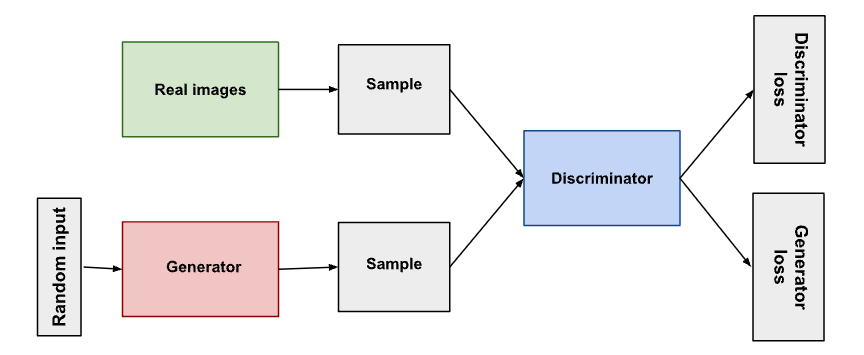 Real images
Sample
Discriminator
loss
Discriminator
Random input
Generator
Sample
Generator
loss